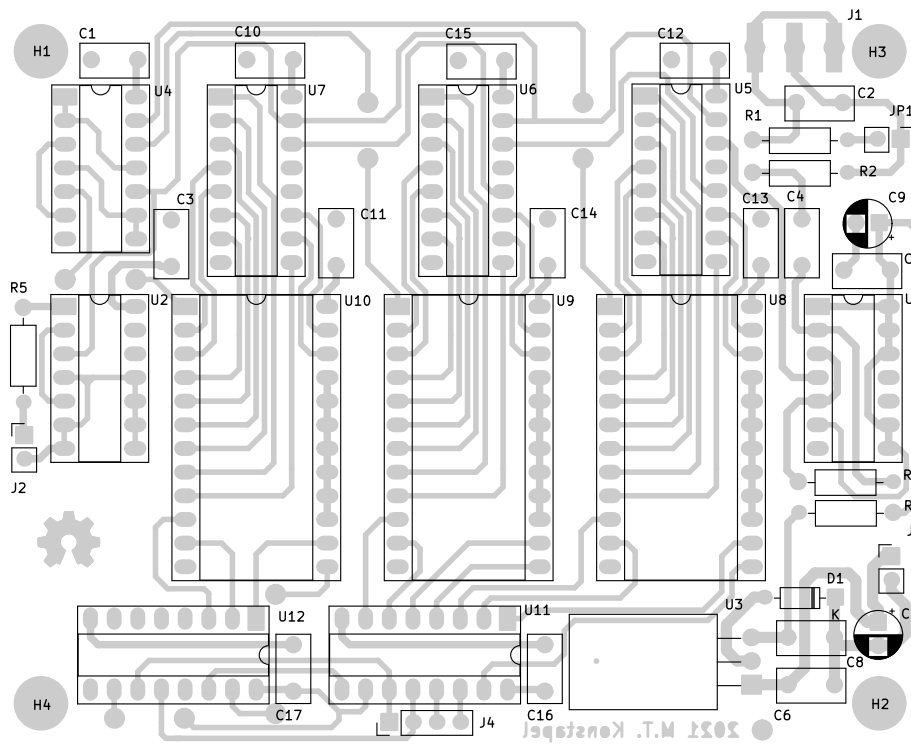 J1
C1 C10 C15 C12
H1 H3
U4 U7 U6 U5 C2
R1 JP1
R2
C3 C11 C14 C13 C4 C9
C
R5 U2 U10 U9 U8 U
J2 R
R
J
D1
U12 U11 U3 K C
C8
H4 C17 J4 C16 C6 H2
2021 M.T. Konstapel